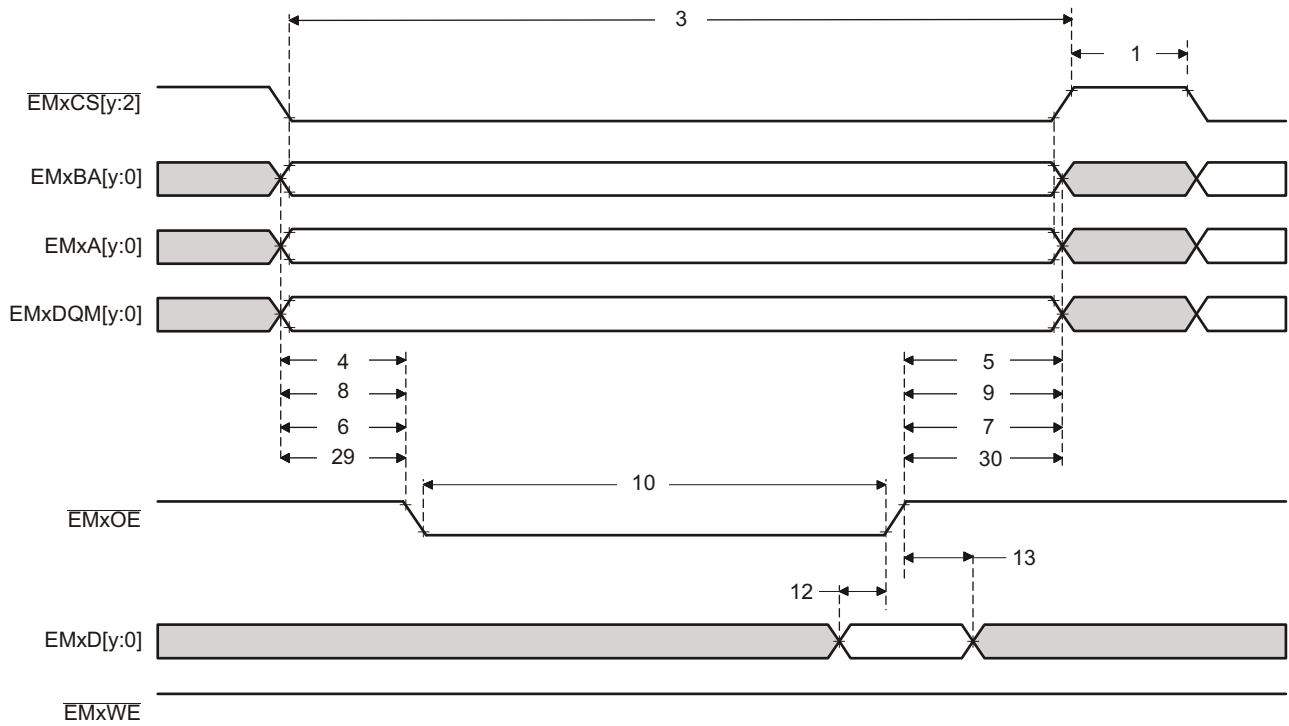 3
1
EMxCS[y:2]
EMxBA[y:0]
EMxA[y:0]
EMxDQM[y:0]
4 5
8 9
6 7
29 30
10
EMxOE
13
12
EMxD[y:0]
EMxWE